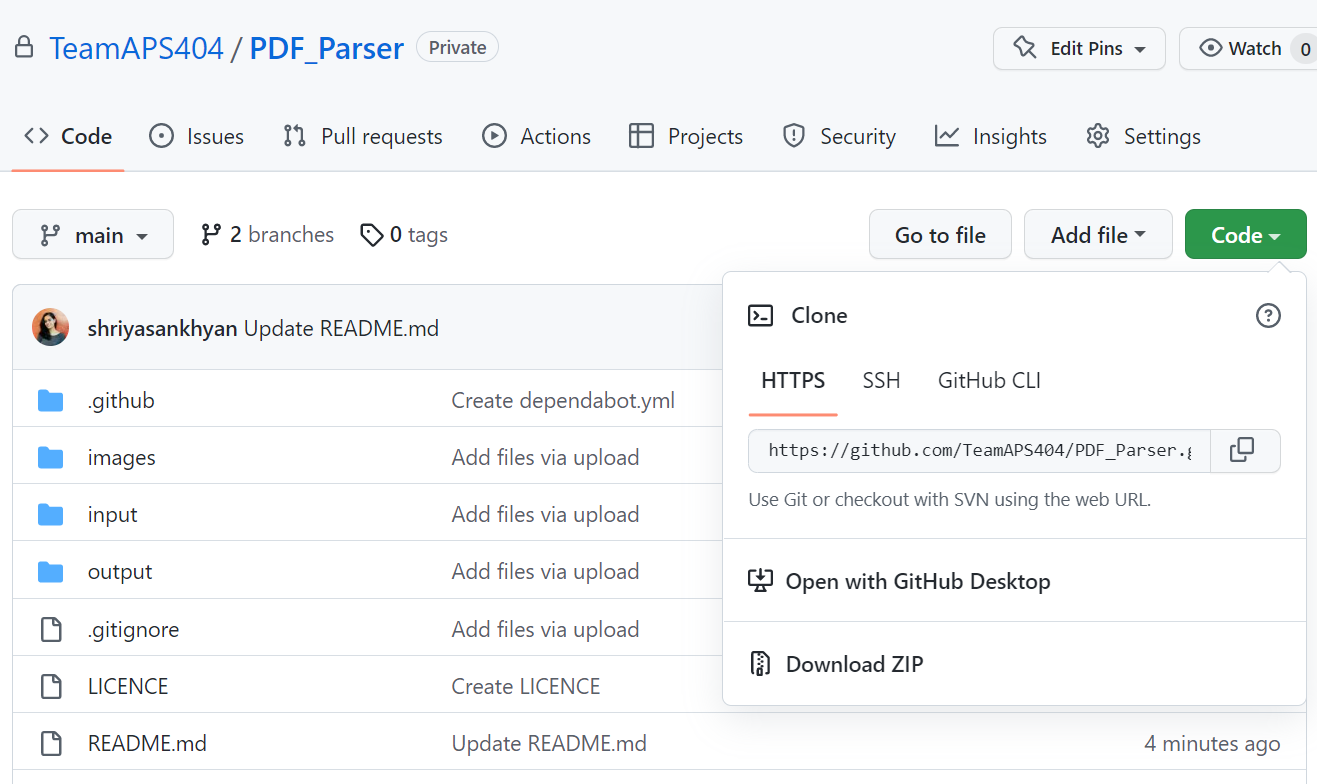 TeamAPS404 / PDF_Parser Private
Edit Pins Watch 0
Code Issues Pull requests Actions Projects Security Insights Settings
main 2 branches 0 tags Go to file Add file Code
shriyasankhyan Update README.md
Clone
HTTPS SSH GitHub CLI
https://github.com/TeamAPS404/PDF_Parser.g
Use Git or checkout with SVN using the web URL.
Open with GitHub Desktop
Download ZIP
.github Create dependabot.yml
images Add files via upload
input Add files via upload
output Add files via upload
.gitignore Add files via upload
LICENCE Create LICENCE
README.md Update README.md 4 minutes ago